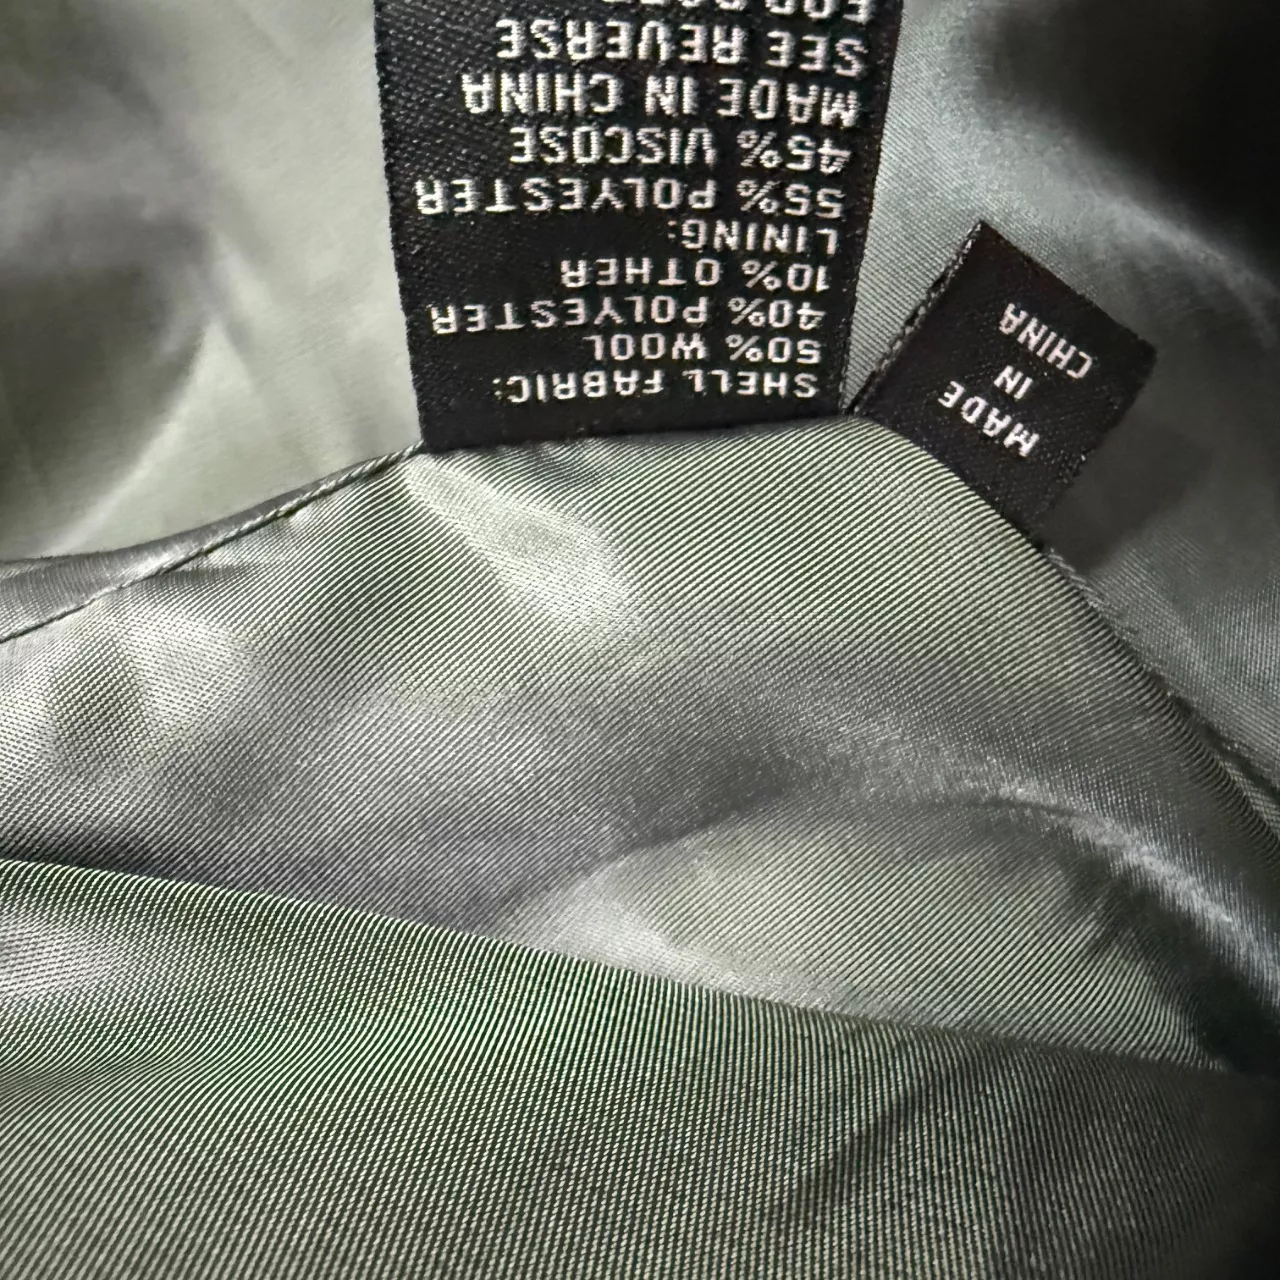 SHELL FABRIC:
50% WOOL
40% POLYESTER
10% OTHER
LINING:
55% POLYESTER
45% VISCOSE
MADE IN CHINA
SEE REVERSE
FOR
MADE
IN
CHINA